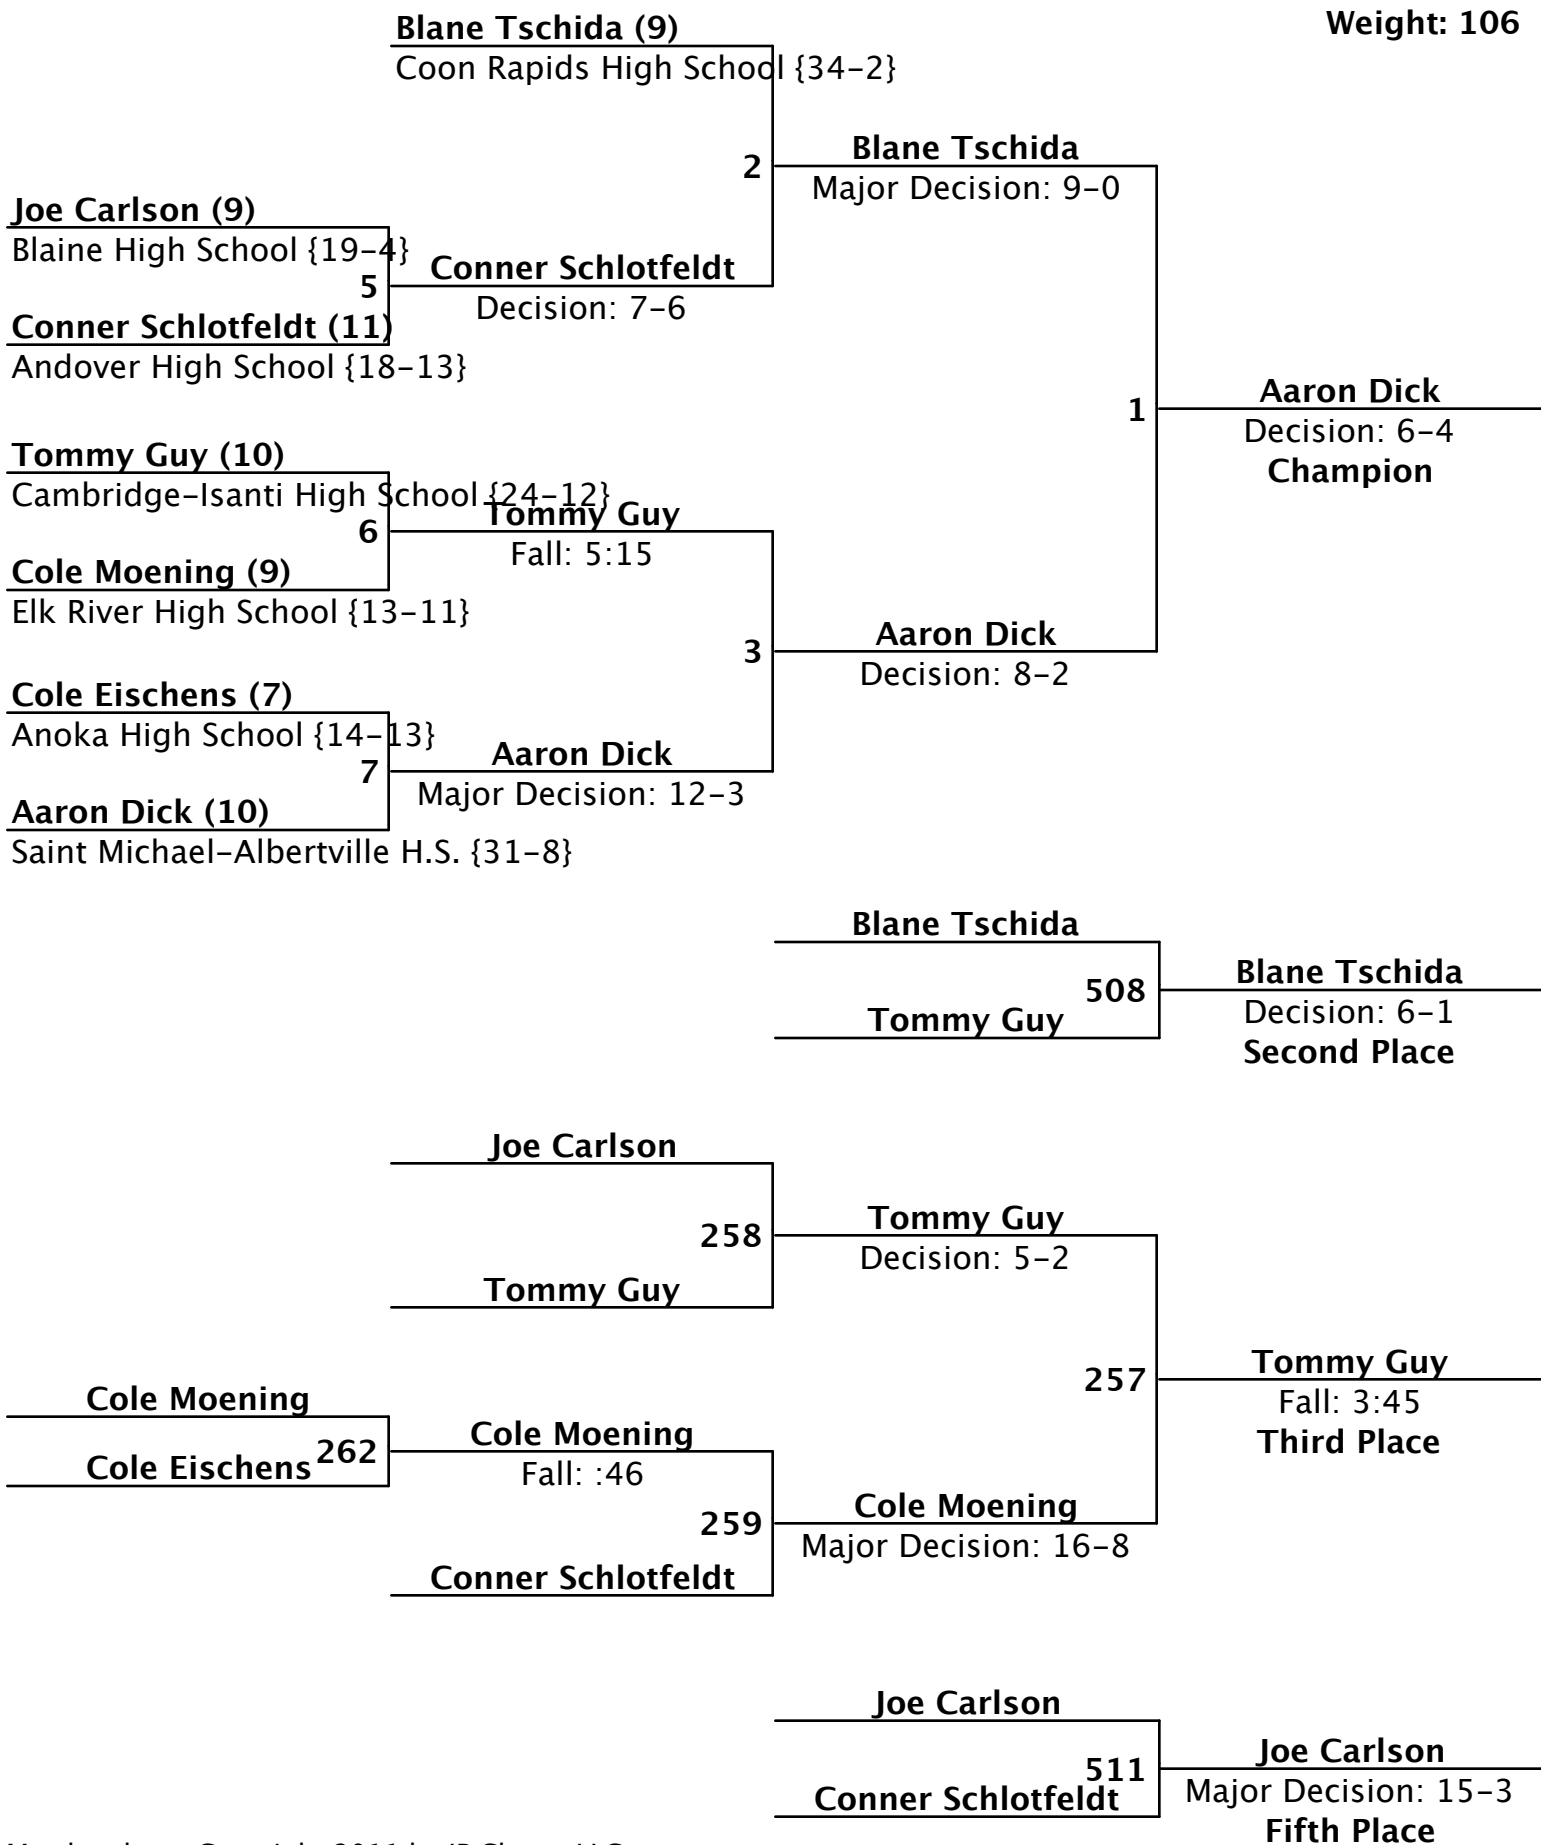 Weight: 106
Blane Tschida (9)
Coon Rapids High School {34-2}
2
Blane Tschida
Major Decision: 9-0
Joe Carlson (9)
Blaine High School {19-4}
5
Conner Schlotfeldt
Decision: 7-6
Conner Schlotfeldt (11)
Andover High School {18-13}
1
Aaron Dick
Decision: 6-4
Champion
Tommy Guy (10)
Cambridge-Isanti High School {24-12}
6
Tommy Guy
Fall: 5:15
Cole Moening (9)
Elk River High School {13-11}
3
Aaron Dick
Decision: 8-2
Cole Eischens (7)
Anoka High School {14-13}
7
Aaron Dick
Major Decision: 12-3
Aaron Dick (10)
Saint Michael-Albertville H.S. {31-8}
Blane Tschida
508
Tommy Guy
Blane Tschida
Decision: 6-1
Second Place
Joe Carlson
258
Tommy Guy
Tommy Guy
Decision: 5-2
257
Tommy Guy
Fall: 3:45
Third Place
Cole Moening
262
Cole Eischens
Cole Moening
Fall: :46
259
Cole Moening
Major Decision: 16-8
Conner Schlotfeldt
Joe Carlson
511
Conner Schlotfeldt
Joe Carlson
Major Decision: 15-3
Fifth Place